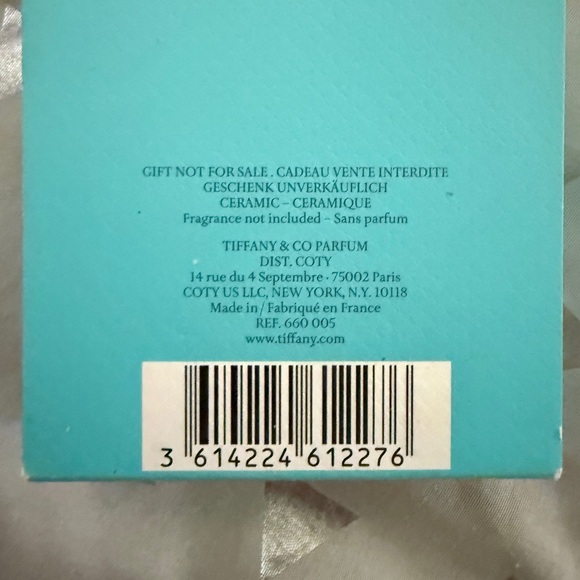 GIFT NOT FOR SALE . CADEAU VENTE INTERDITE
GESCHENK UNVERKÄUFLICH
CERAMIC – CERAMIQUE
Fragrance not included – Sans parfum
TIFFANY & CO PARFUM
DIST. COTY
14 rue du 4 Septembre · 75002 Paris
COTY US LLC, NEW YORK, N.Y. 10118
Made in / Fabriqué en France
REF. 660 005
www.tiffany.com
3 614224 612276